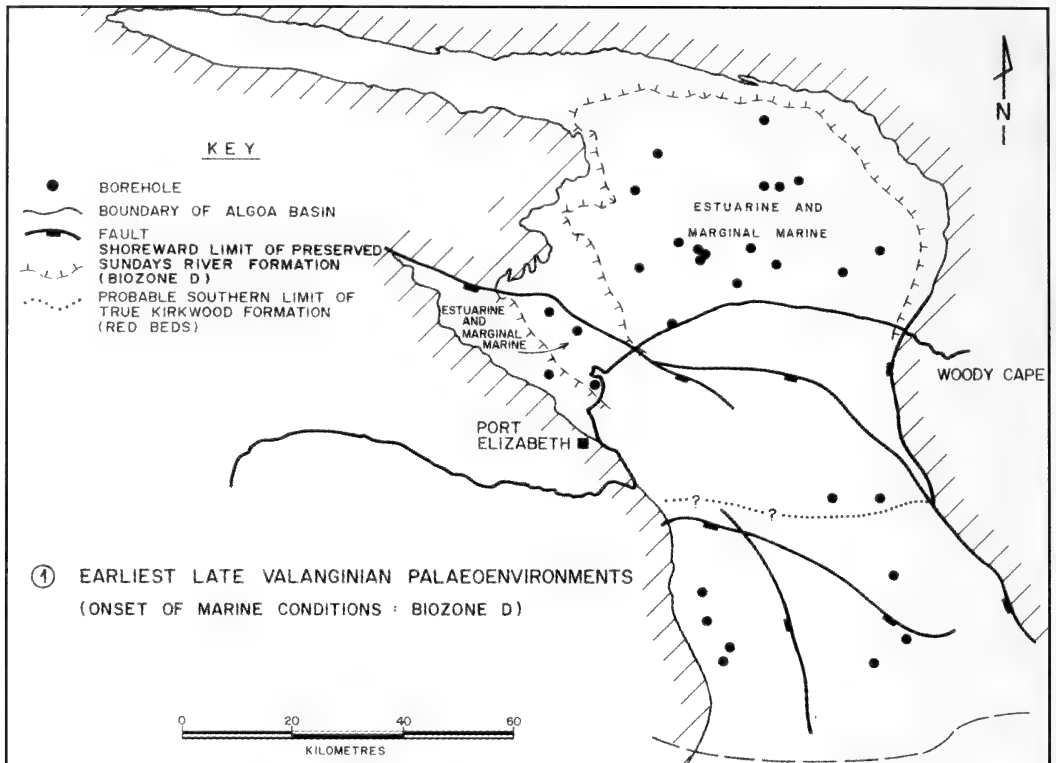 KEY
BOREHOLE
BOUNDARY OF ALGOA BASIN
FAULT
SHOREWARD LIMIT OF PRESERVED
SUNDAYS RIVER FORMATION
(BIOZONE D)
PROBABLE SOUTHERN LIMIT OF
TRUE KIRKWOOD FORMATION
(RED BEDS)
N
ESTUARINE AND
MARGINAL MARINE
ESTUARINE
AND
MARGINAL
MARINE
WOODY CAPE
PORT
ELIZABETH
?
?
1 EARLIEST LATE VALANGINIAN PALAEOENVIRONMENTS
(ONSET OF MARINE CONDITIONS : BIOZONE D)
0 20 40 60
KILOMETRES